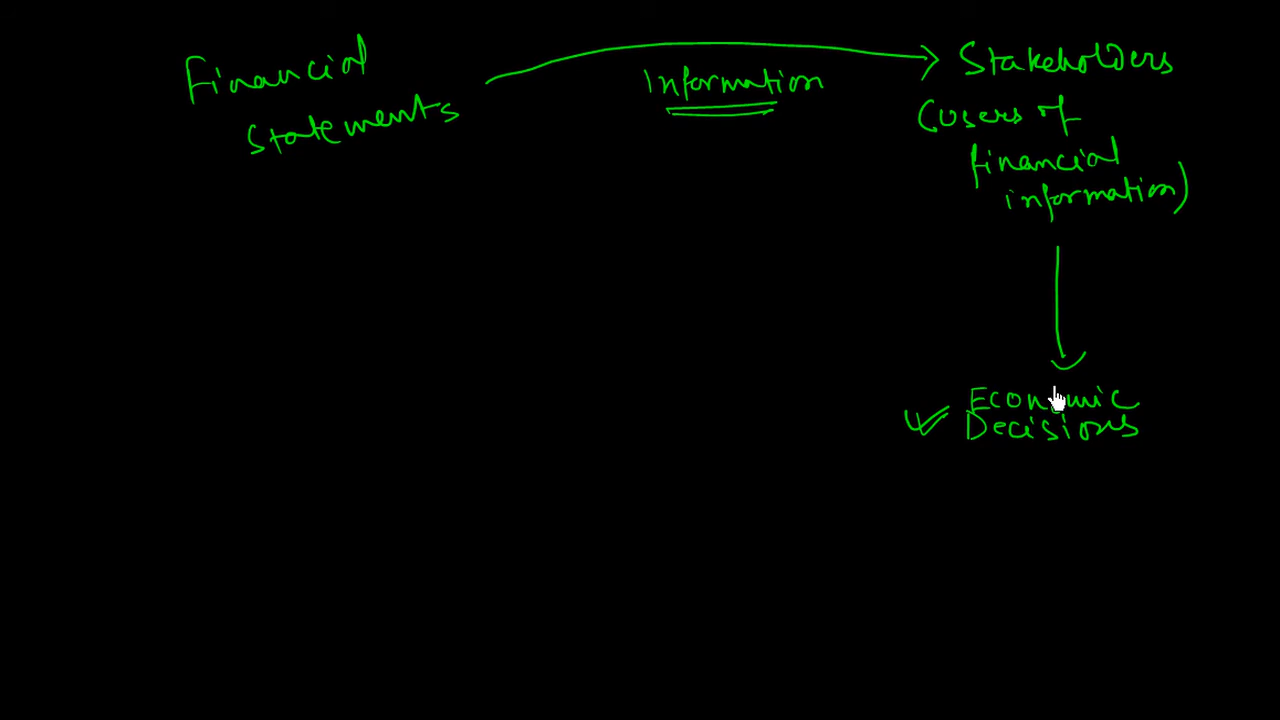 Financial
Statements
Information
Stakeholders
(users of
financial
information)
Economic
Decisions